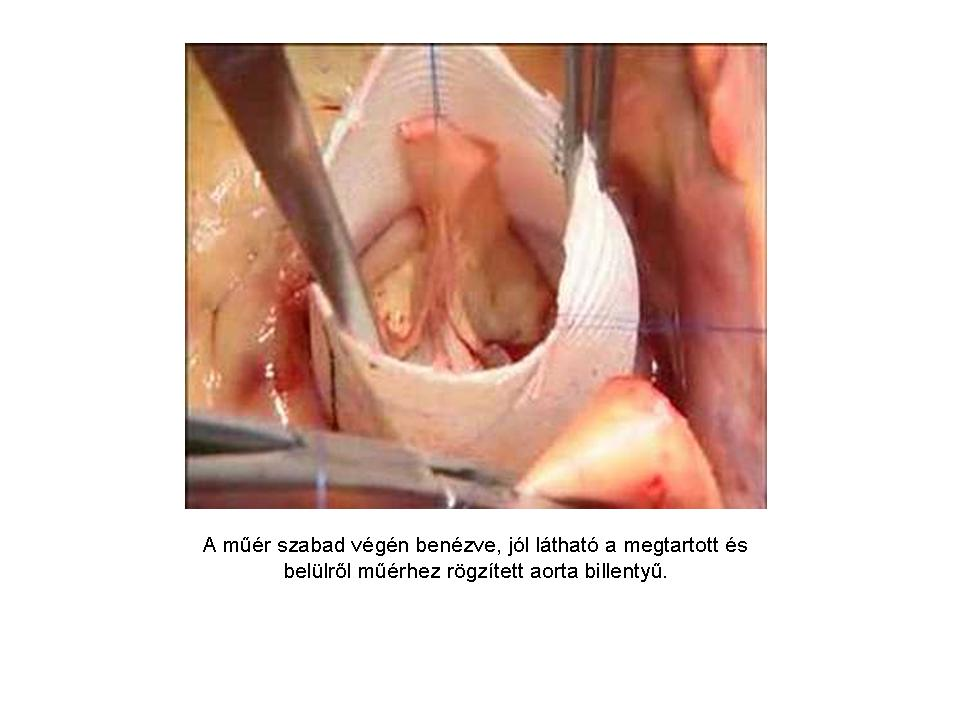 A műér szabad végén benézve, jól látható a megtartott és
belülről műérhez rögzített aorta billentyű.